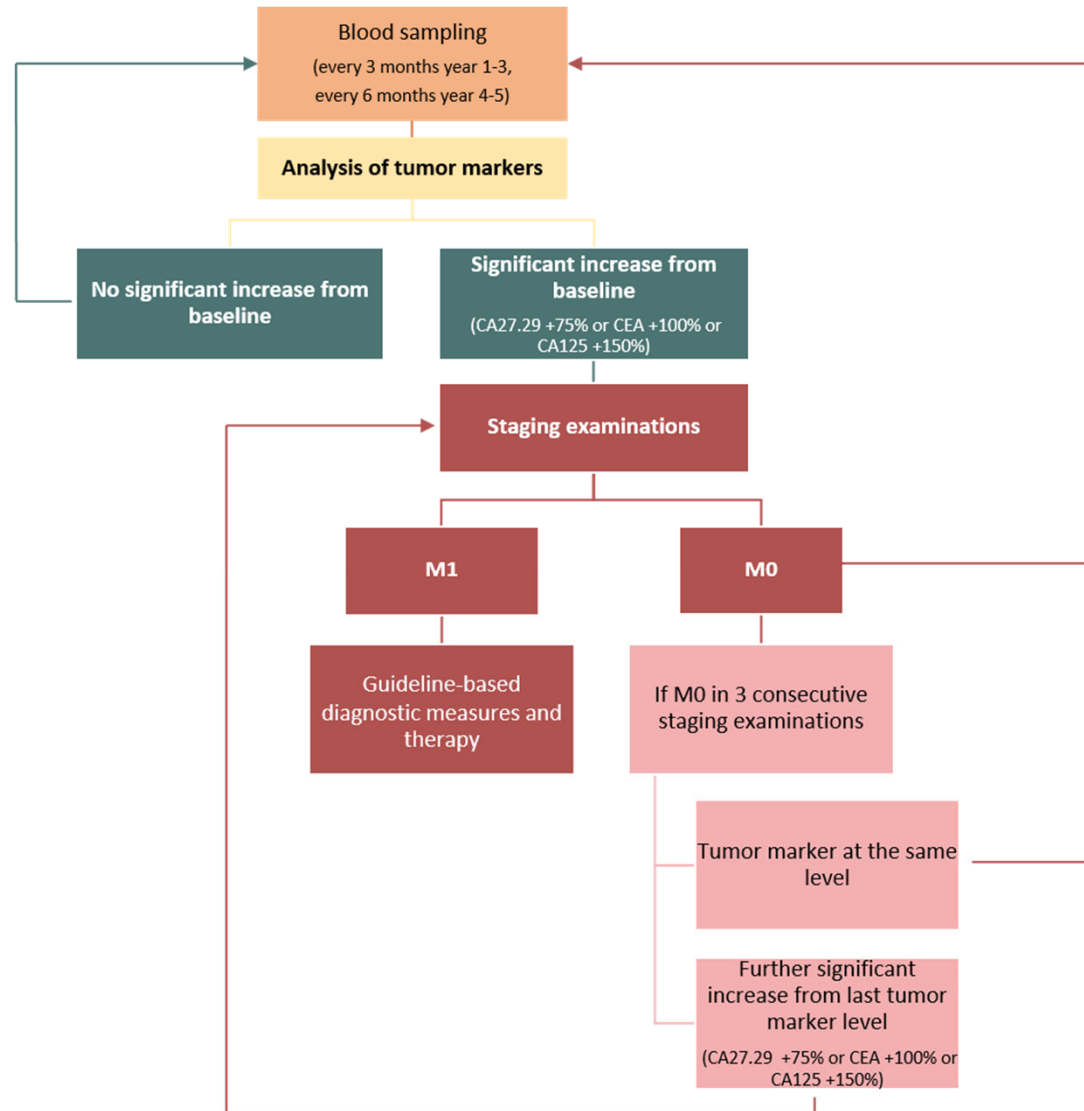 Blood sampling
(every 3 months year 1-3,
every 6 months year 4-5)
Analysis of tumor markers
No significant increase from
baseline
Significant increase from
baseline
(CA27.29 +75% or CEA +100% or
CA125 +150%)
Staging examinations
M1
M0
Guideline-based
diagnostic measures and
therapy
If M0 in 3 consecutive
staging examinations
Tumor marker at the same
level
Further significant
increase from last tumor
marker level
(CA27.29 +75% or CEA +100% or
CA125 +150%)